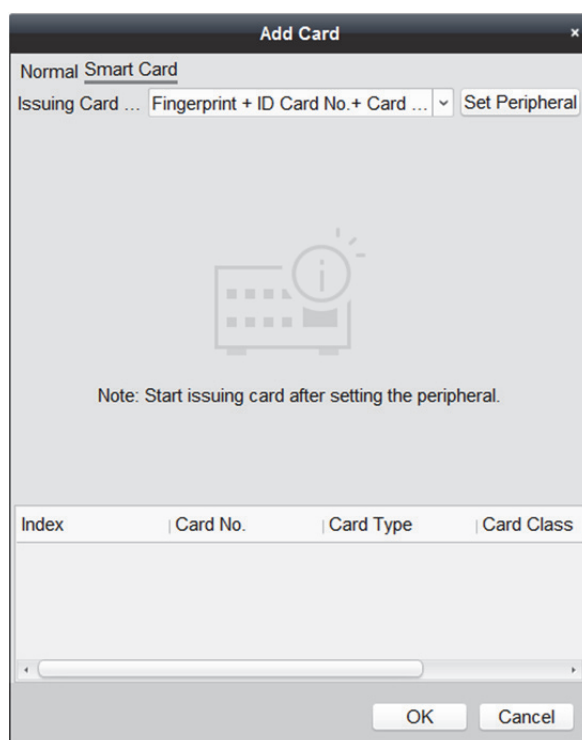 Add Card ×
Normal Smart Card
Issuing Card ... Fingerprint + ID Card No.+ Card ... Set Peripheral
Note: Start issuing card after setting the peripheral.
Index Card No. Card Type Card Class
OK Cancel